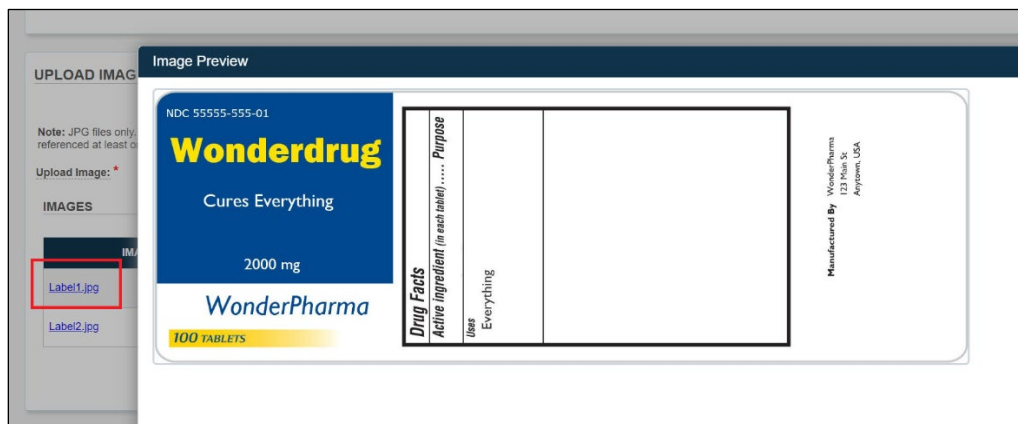 Image Preview
UPLOAD IMAG
Note: JPG files only.
referenced at least
Upload Image: *
IMAGES
Label1.jpg
Label2.jpg
NDC 55555-555-01
Wonderdrug
Cures Everything
2000 mg
WonderPharma
100 TABLETS
Drug Facts
Active ingredient (in each tablet)..... Purpose
Uses
Everything
Manufactured By WonderPharma
123 Main St
Anytown, USA